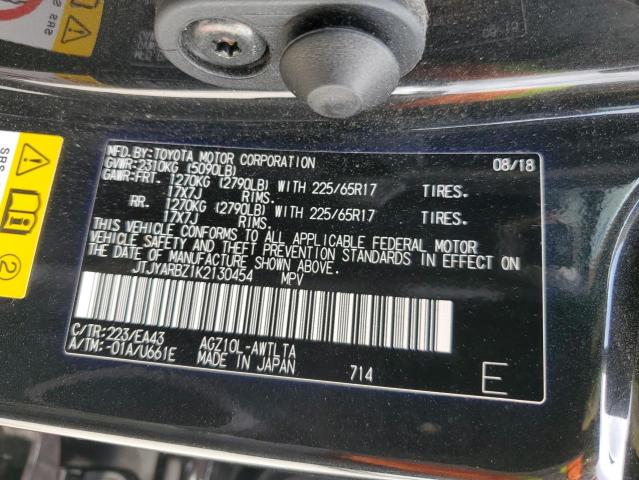 SRS
SRS
2
MFD.BY:TOYOTA MOTOR CORPORATION 08/18
GVWR:2310KG (5090LB)
GAWR:FRT. 1270KG (2790LB) WITH 225/65R17 TIRES.
17X7J RIMS.
RR. 1270KG (2790LB) WITH 225/65R17 TIRES.
17X7J RIMS.
THIS VEHICLE CONFORMS TO ALL APPLICABLE FEDERAL MOTOR
VEHICLE SAFETY AND THEFT PREVENTION STANDARDS IN EFFECT ON
THE DATE OF MANUFACTURE SHOWN ABOVE.
JTJYARBZ1K2130454 MPV
C/TR:223/EA43 AGZ10L-AWTLTA
A/TM:-01A/U661E MADE IN JAPAN 714 E